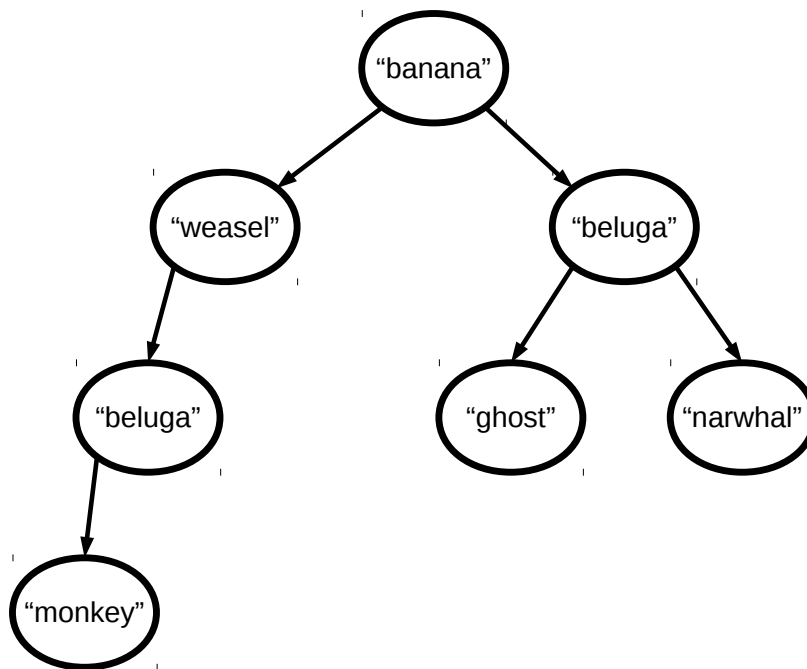 “banana”
“weasel”
“beluga”
“beluga”
“ghost”
“narwhal”
“monkey”